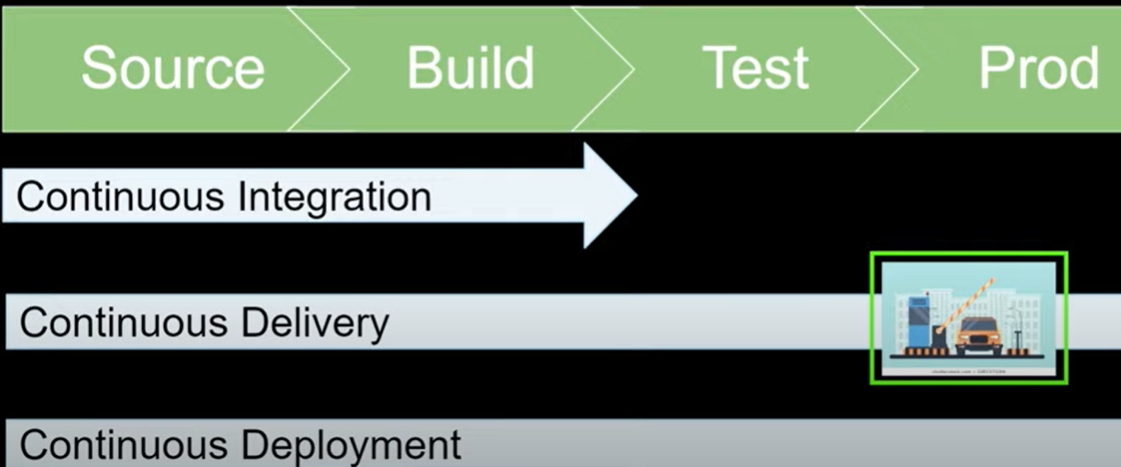 Source
Build
Test
Prod
Continuous Integration
Continuous Delivery
Continuous Deployment